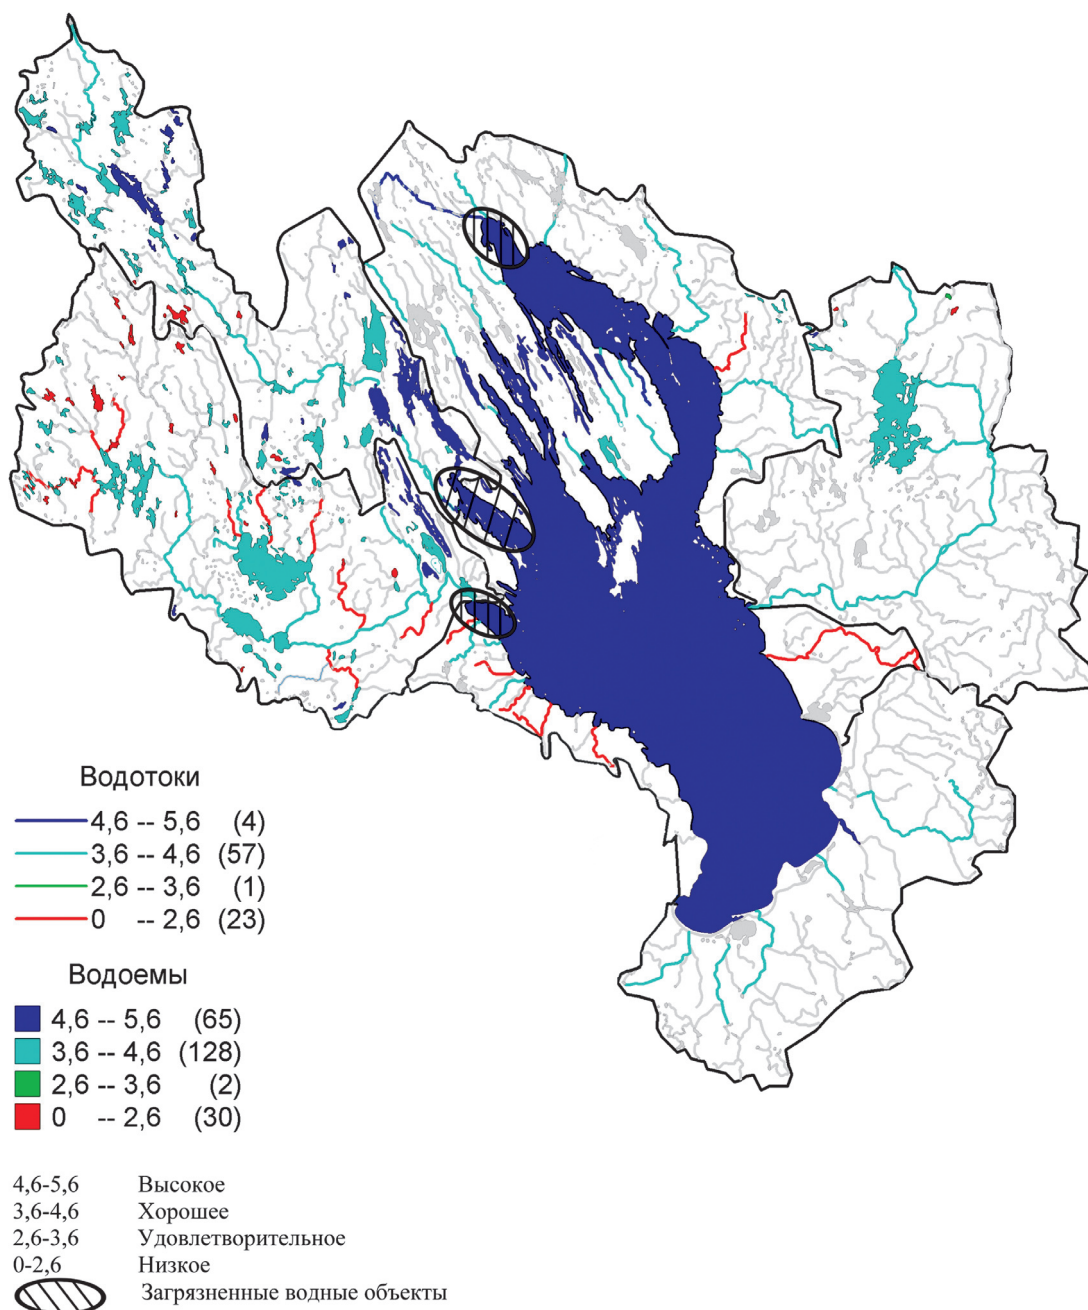 Водотоки
4,6 -- 5,6 (4)
3,6 -- 4,6 (57)
2,6 -- 3,6 (1)
0 -- 2,6 (23)
Водоемы
4,6 -- 5,6 (65)
3,6 -- 4,6 (128)
2,6 -- 3,6 (2)
0 -- 2,6 (30)
4,6-5,6 Высокое
3,6-4,6 Хорошее
2,6-3,6 Удовлетворительное
0-2,6 Низкое
Загрязненные водные объекты